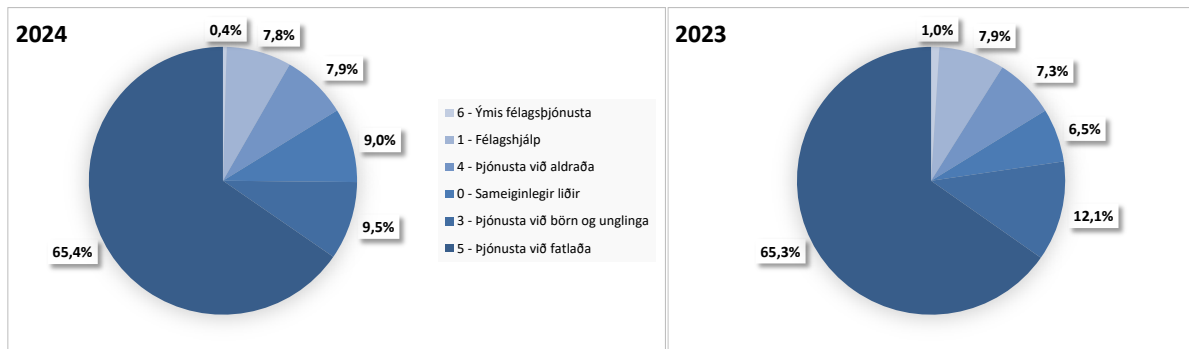 2024
0,4%
7,8%
7,9%
9,0%
9,5%
65,4%
6 - Ýmis félagsþjónusta
1 - Félagshjálp
4 - Þjónusta við aldraða
0 - Sameiginlegir liðir
3 - Þjónusta við börn og unglinga
5 - Þjónusta við fatlaða
2023
1,0%
7,9%
7,3%
6,5%
12,1%
65,3%